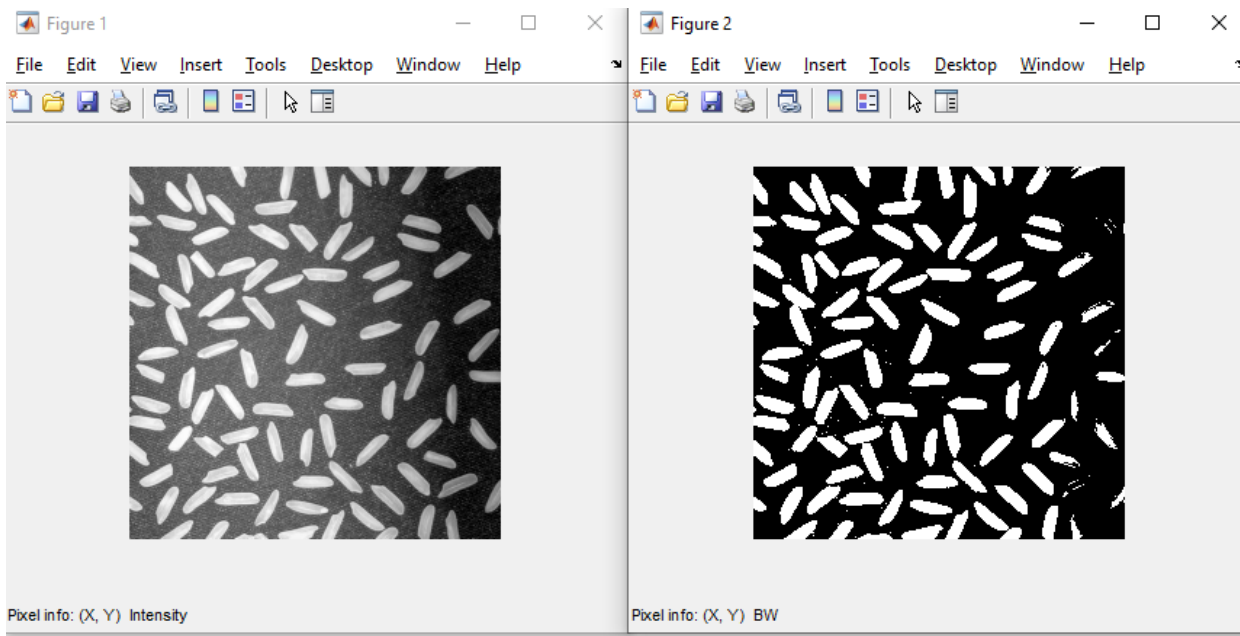 Figure 1
File Edit View Insert Tools Desktop Window Help
Pixel info: (X, Y) Intensity
Figure 2
File Edit View Insert Tools Desktop Window Help
Pixel info: (X, Y) BW